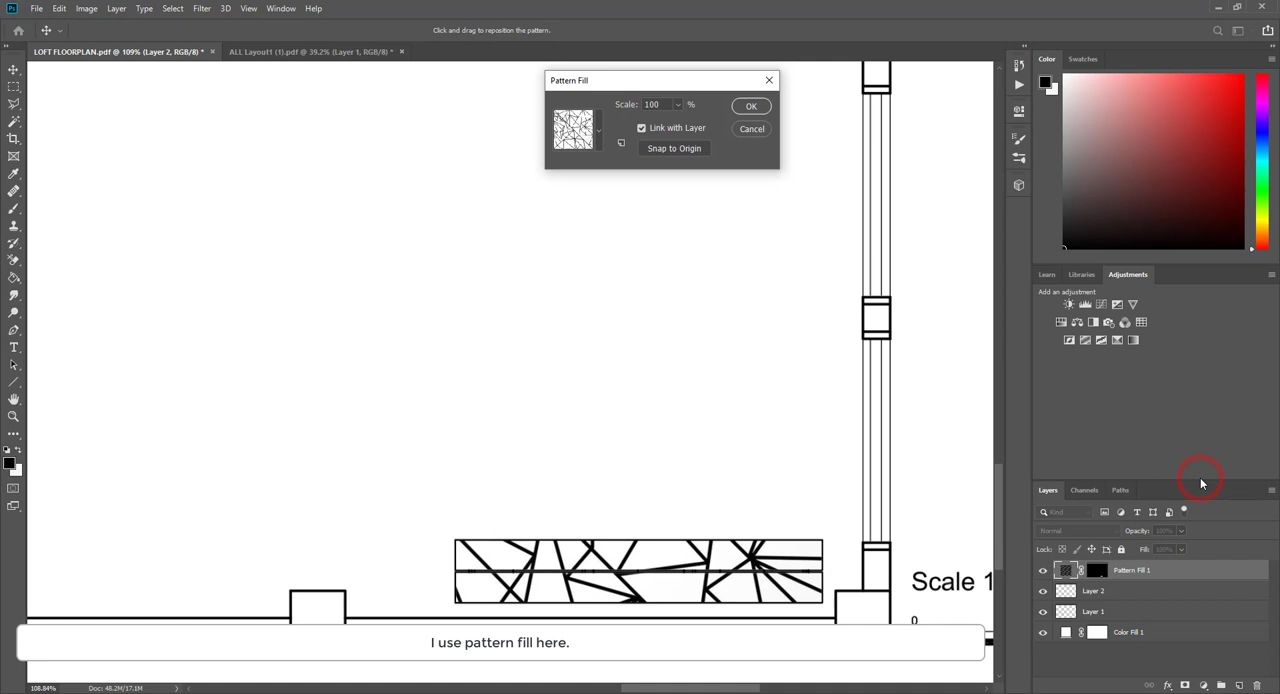 Ps File Edit Image Layer Type Select Filter 3D View Window Help
Click and drag to reposition the pattern.
LOFT FLOORPLAN.pdf @ 109% (Layer 2, RGB/8) * × ALL Layout1 (1).pdf @ 39.2% (Layer 1, RGB/8) * ×
Pattern Fill
Scale: 100 %
OK
Link with Layer
Cancel
Snap to Origin
Color Swatches
Learn Libraries Adjustments
Add an adjustment
Layers Channels Paths
Kind
Normal Opacity: 100%
Lock: Fill: 100%
Pattern Fill 1
Layer 2
Layer 1
Color Fill 1
Scale 1
0
I use pattern fill here.
108.84% Doc: 48.2M/17.1M